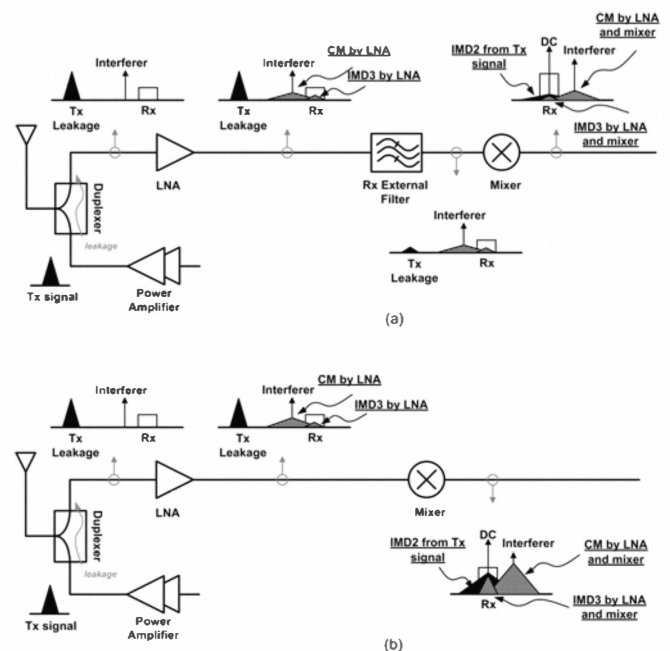 CM by LNA
and mixer
CM by LNA
DC
Interferer
IMD2 from Tx
signal
Interferer
Interferer
IMD3 by LNA
Tx
Leakage
Rx
Tx
Leakage
Rx
Rx
IMD3 by LNA
and mixer
LNA
Rx External
Filter
Mixer
Duplexer
leakage
Interferer
Tx
Leakage
Rx
Tx signal
Power
Amplifier
(a)
CM by LNA
Interferer
Interferer
IMD3 by LNA
Tx
Leakage
Rx
Tx
Leakage
Rx
LNA
Mixer
Duplexer
leakage
IMD2 from Tx
signal
DC
Interferer
CM by LNA
and mixer
Rx
IMD3 by LNA
and mixer
Tx signal
Power
Amplifier
(b)